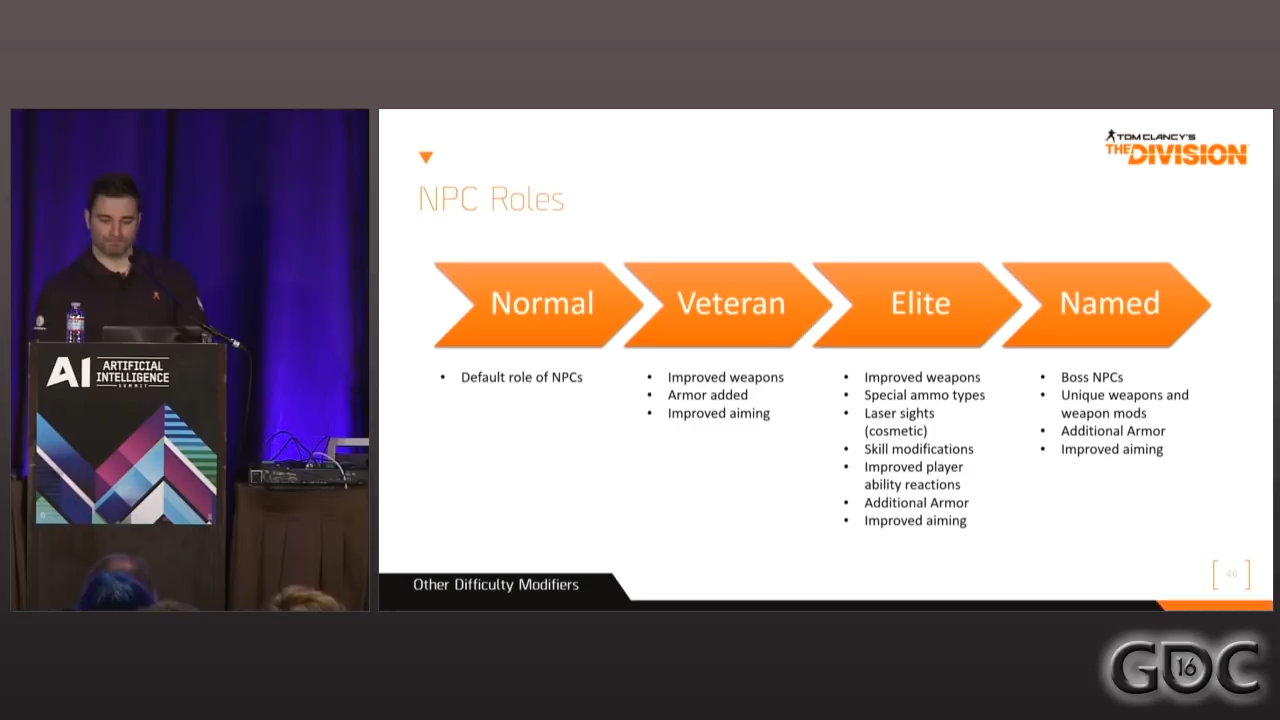 TOM CLANCY'S
THE DIVISION
NPC Roles
Normal
Veteran
Elite
Named
• Default role of NPCs
• Improved weapons
• Armor added
• Improved aiming
• Improved weapons
• Special ammo types
• Laser sights
(cosmetic)
• Skill modifications
• Improved player
ability reactions
• Additional Armor
• Improved aiming
• Boss NPCs
• Unique weapons and
weapon mods
• Additional Armor
• Improved aiming
Other Difficulty Modifiers
46
AI ARTIFICIAL
INTELLIGENCE
SUMMIT
GDC 16